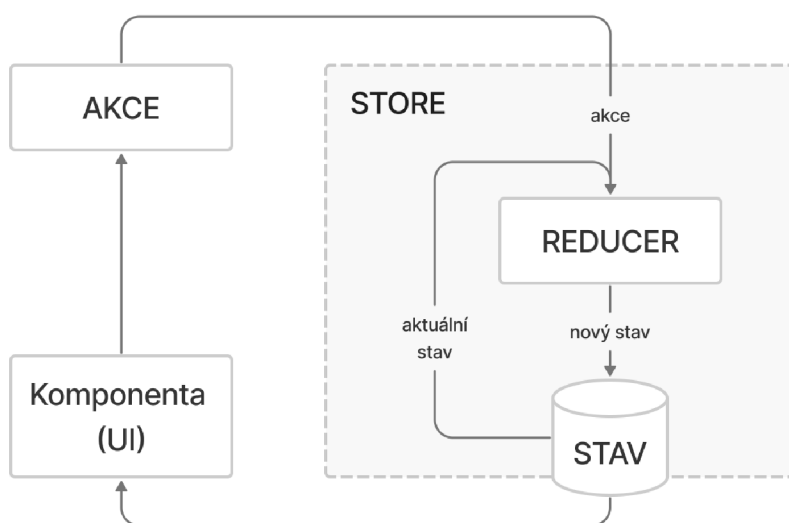 AKCE
STORE
akce
REDUCER
aktuální
stav
nový stav
Komponenta
(UI)
STAV